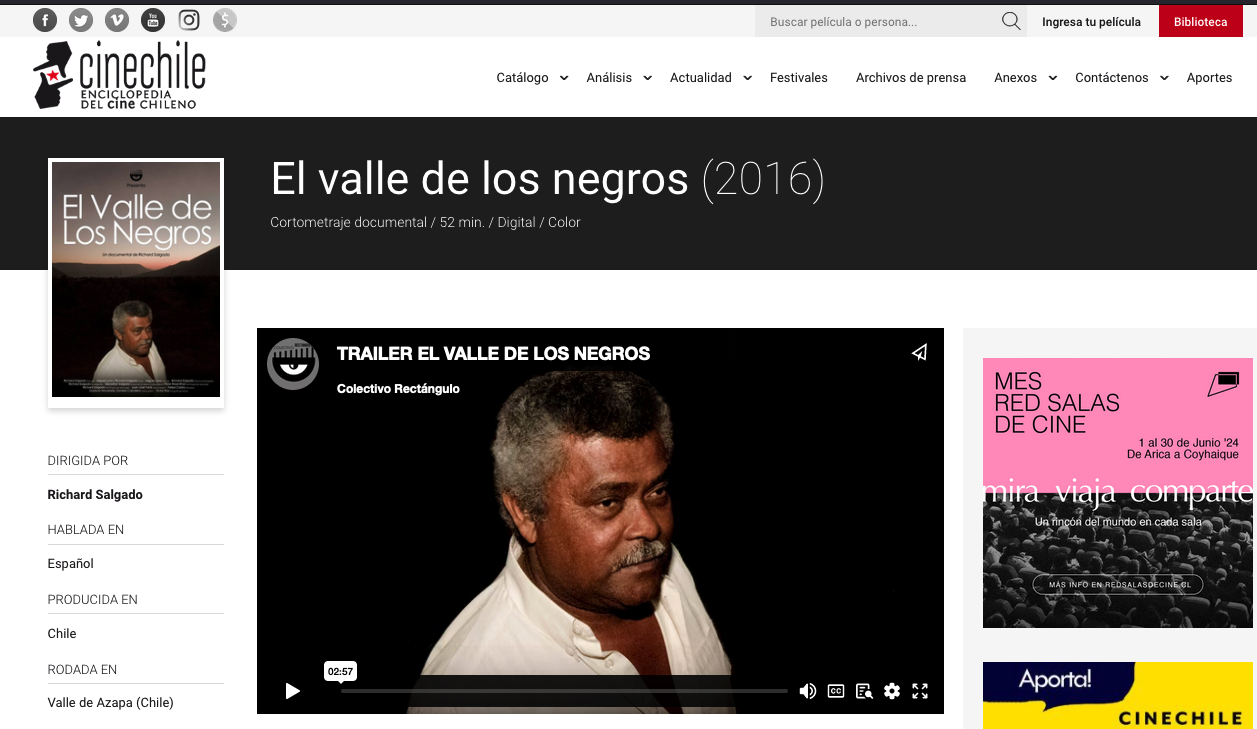 Buscar película o persona...
Ingresa tu película
Biblioteca
cinechile
ENCICLOPEDIA
DEL cine CHILENO
Catálogo
Análisis
Actualidad
Festivales
Archivos de prensa
Anexos
Contáctenos
Aportes
El Valle de
Los Negros
Un documental de Richard Salgado
El valle de los negros (2016)
Cortometraje documental / 52 min. / Digital / Color
DIRIGIDA POR
Richard Salgado
HABLADA EN
Español
PRODUCIDA EN
Chile
RODADA EN
Valle de Azapa (Chile)
TRAILER EL VALLE DE LOS NEGROS
Colectivo Rectángulo
02:57
CC
MES
RED SALAS
DE CINE
1 al 30 de Junio '24
De Arica a Coyhaique
mira viaja comparte
Un rincón del mundo en cada sala
MÁS INFO EN REDSALASDECINE.CL
Aporta!
CINECHILE